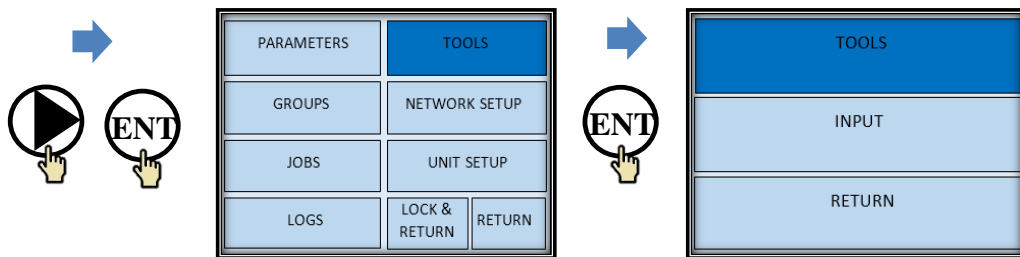 ENT
PARAMETERS
TOOLS
GROUPS
NETWORK SETUP
JOBS
UNIT SETUP
LOGS
LOCK &
RETURN
RETURN
ENT
TOOLS
INPUT
RETURN